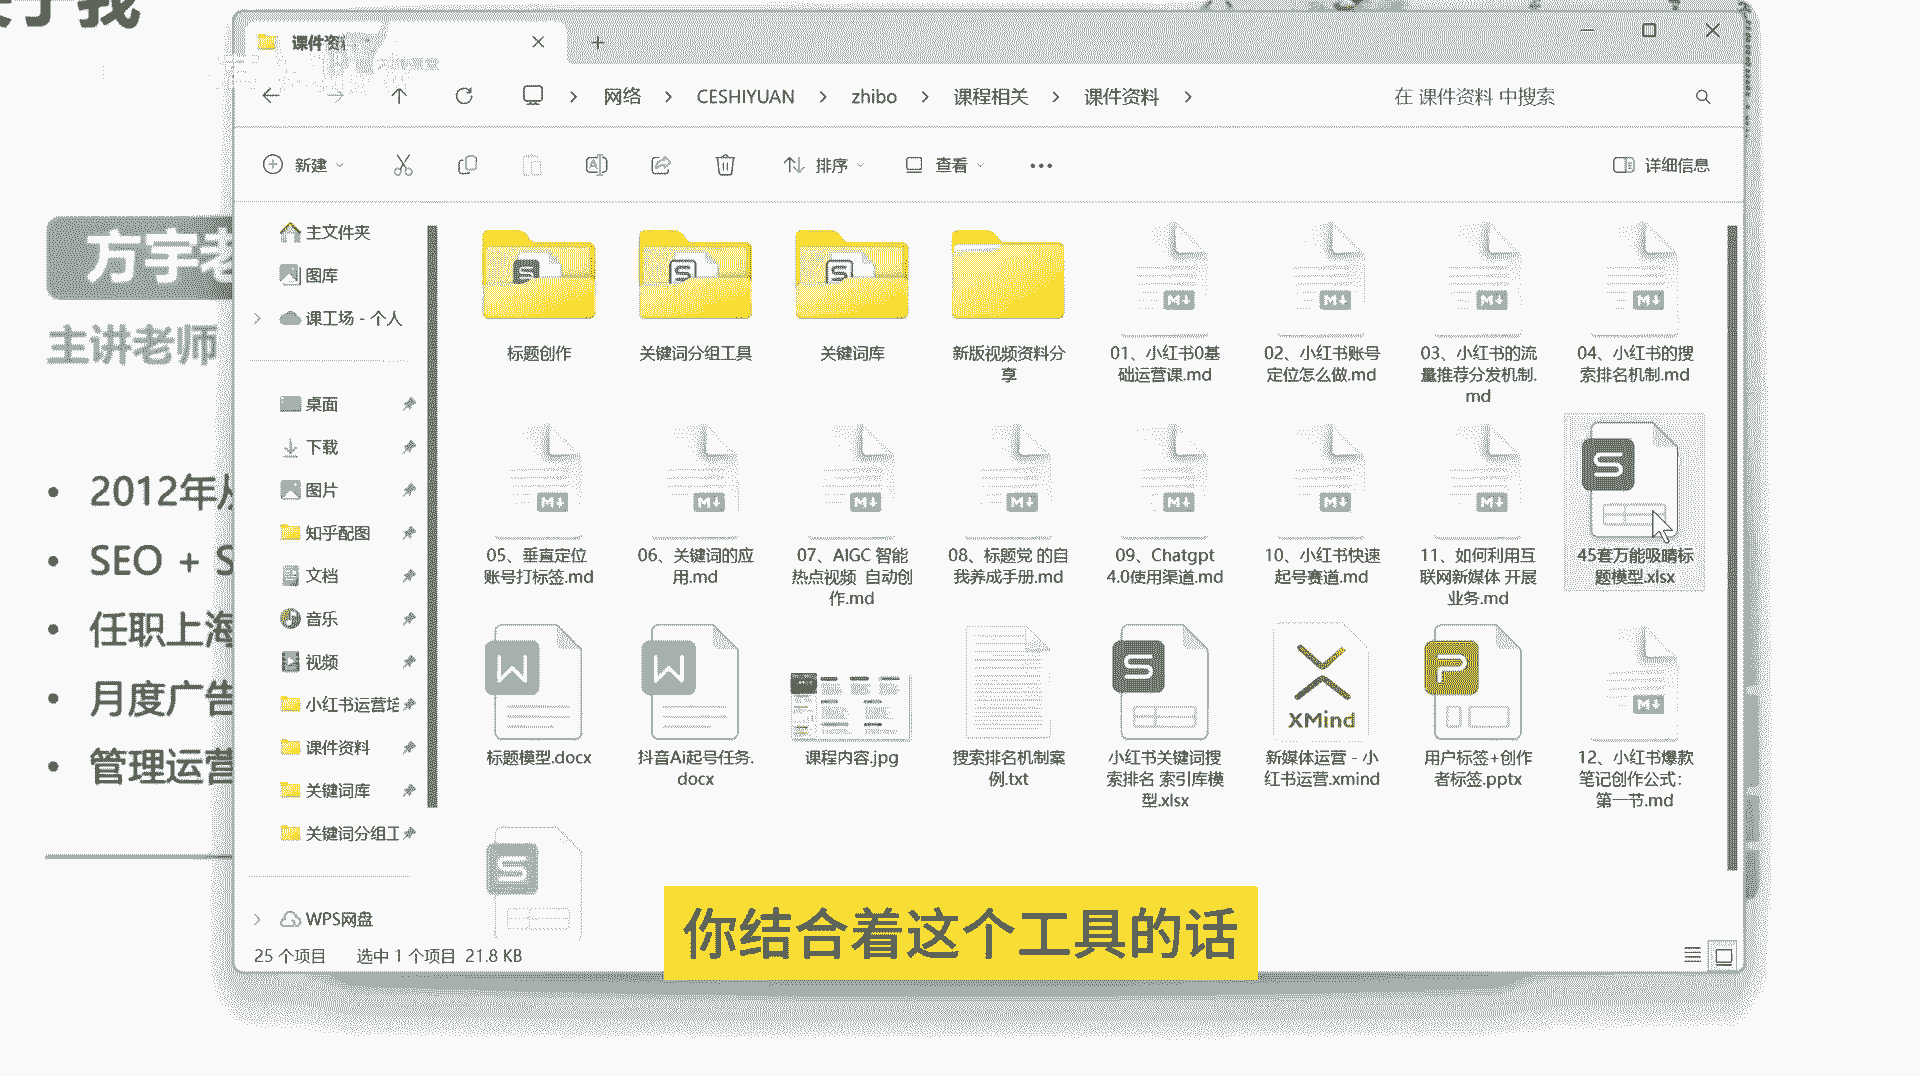 关于我
课件资料
在 课件资料 中搜索
网络 > CESHIYUAN > zhibo > 课程相关 > 课件资料 >
新建
排序
查看
详细信息
方宇老
主讲老师
2012年从
SEO + S
任职上海
月度广告
管理运营
主文件夹
图库
课工场 - 个人
桌面
下载
图片
知乎配图
文档
音乐
视频
小红书运营培
课件资料
关键词库
关键词分组工
WPS网盘
标题创作
关键词分组工具
关键词库
新版视频资料分
享
01、小红书0基
础运营课.md
02、小红书账号
定位怎么做.md
03、小红书的流
量推荐分发机制.
md
04、小红书的搜
索排名机制.md
05、垂直定位
账号打标签.md
06、关键词的应
用.md
07、AIGC 智能
热点视频 自动创
作.md
08、标题党 的自
我养成手册.md
09、Chatgpt
4.0使用渠道.md
10、小红书快速
起号赛道.md
11、如何利用互
联网新媒体 开展
业务.md
45套万能吸睛标
题模型.xlsx
标题模型.docx
抖音Ai起号任务.
docx
课程内容.jpg
搜索排名机制案
例.txt
小红书关键词搜
索排名 索引库模
型.xlsx
XMind
新媒体运营 - 小
红书运营.xmind
用户标签+创作
者标签.pptx
12、小红书爆款
笔记创作公式：
第一节.md
25 个项目 选中 1 个项目 21.8 KB
你结合着这个工具的话